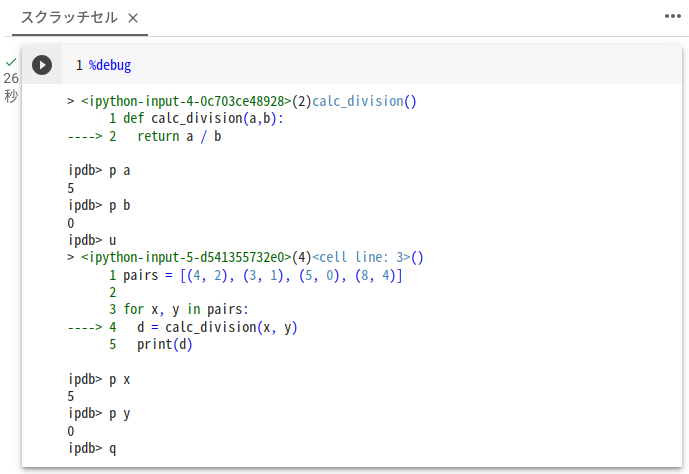 スクラッチセル ×
26
秒
1 %debug
> <ipython-input-4-0c703ce48928>(2)calc_division()
      1 def calc_division(a,b):
----> 2   return a / b
ipdb> p a
5
ipdb> p b
0
ipdb> u
> <ipython-input-5-d541355732e0>(4)<cell line: 3>()
      1 pairs = [(4, 2), (3, 1), (5, 0), (8, 4)]
      2
      3 for x, y in pairs:
----> 4   d = calc_division(x, y)
      5   print(d)
ipdb> p x
5
ipdb> p y
0
ipdb> q